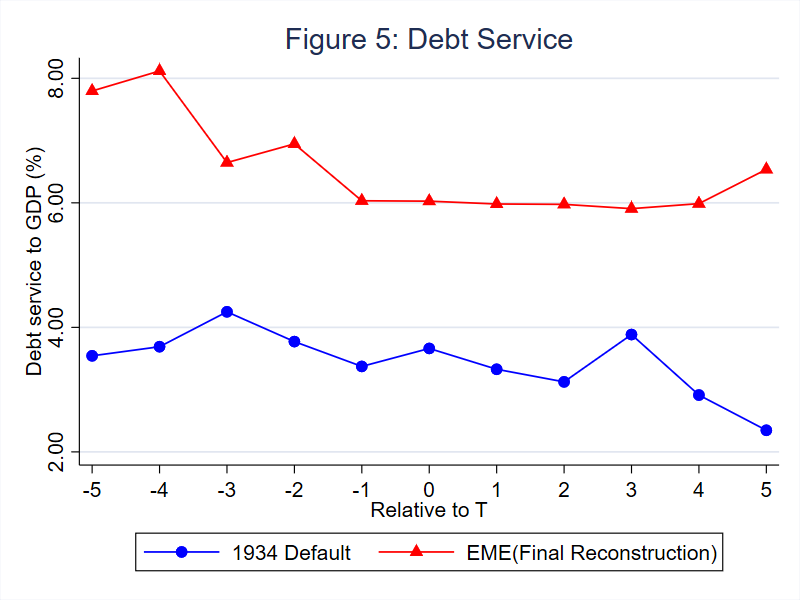 Figure 5: Debt Service
Debt service to GDP (%)
8.00
6.00
4.00
2.00
-5 -4 -3 -2 -1 0 1 2 3 4 5
Relative to T
1934 Default EME(Final Reconstruction)